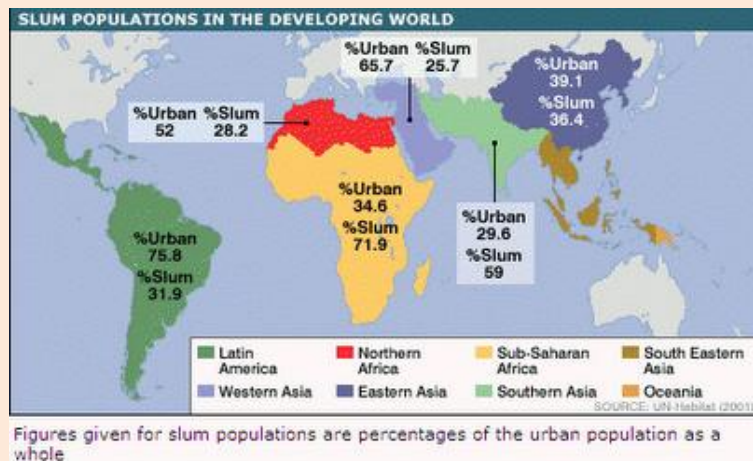 SLUM POPULATIONS IN THE DEVELOPING WORLD
%Urban %Slum
65.7 25.7
%Urban
39.1
%Slum
36.4
%Urban %Slum
52 28.2
%Urban
34.6
%Slum
71.9
%Urban
29.6
%Slum
59
%Urban
75.8
%Slum
31.9
Latin America
Northern Africa
Sub-Saharan Africa
South Eastern Asia
Western Asia
Eastern Asia
Southern Asia
Oceania
SOURCE: UN-Habitat (2001)
Figures given for slum populations are percentages of the urban population as a
whole